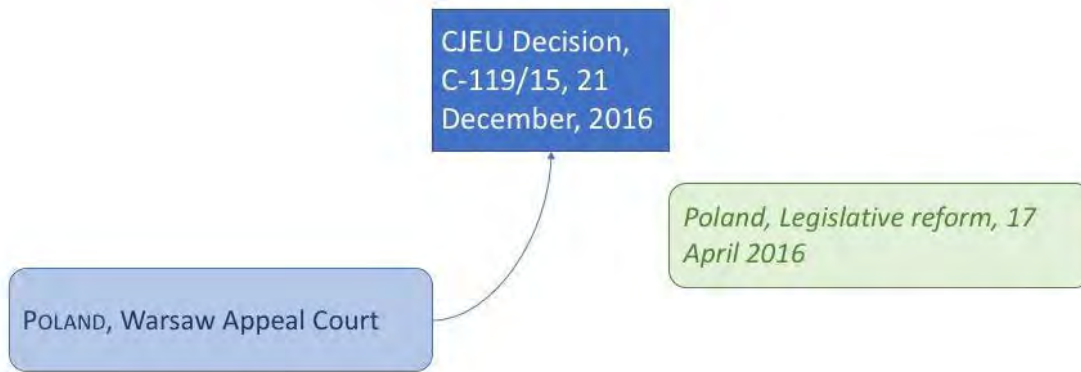 CJEU Decision,
C-119/15, 21
December, 2016
Poland, Legislative reform, 17
April 2016
POLAND, Warsaw Appeal Court